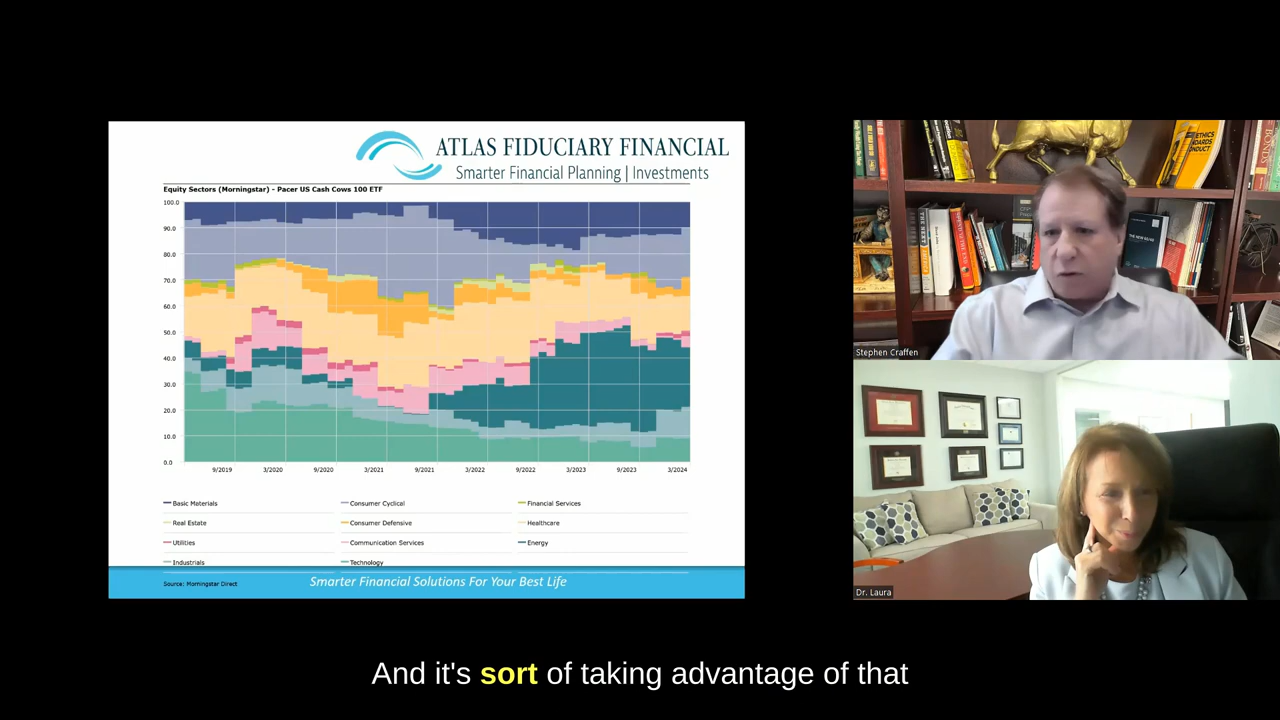 ATLAS FIDUCIARY FINANCIAL
Smarter Financial Planning | Investments
Equity Sectors (Morningstar) - Pacer US Cash Cows 100 ETF
100.0
90.0
80.0
70.0
60.0
50.0
40.0
30.0
20.0
10.0
0.0
9/2019 3/2020 9/2020 3/2021 9/2021 3/2022 9/2022 3/2023 9/2023 3/2024
Basic Materials Consumer Cyclical Financial Services
Real Estate Consumer Defensive Healthcare
Utilities Communication Services Energy
Industrials Technology
Source: Morningstar Direct
Smarter Financial Solutions For Your Best Life
ETHICS
Stephen Craffen
Dr. Laura
And it's sort of taking advantage of that